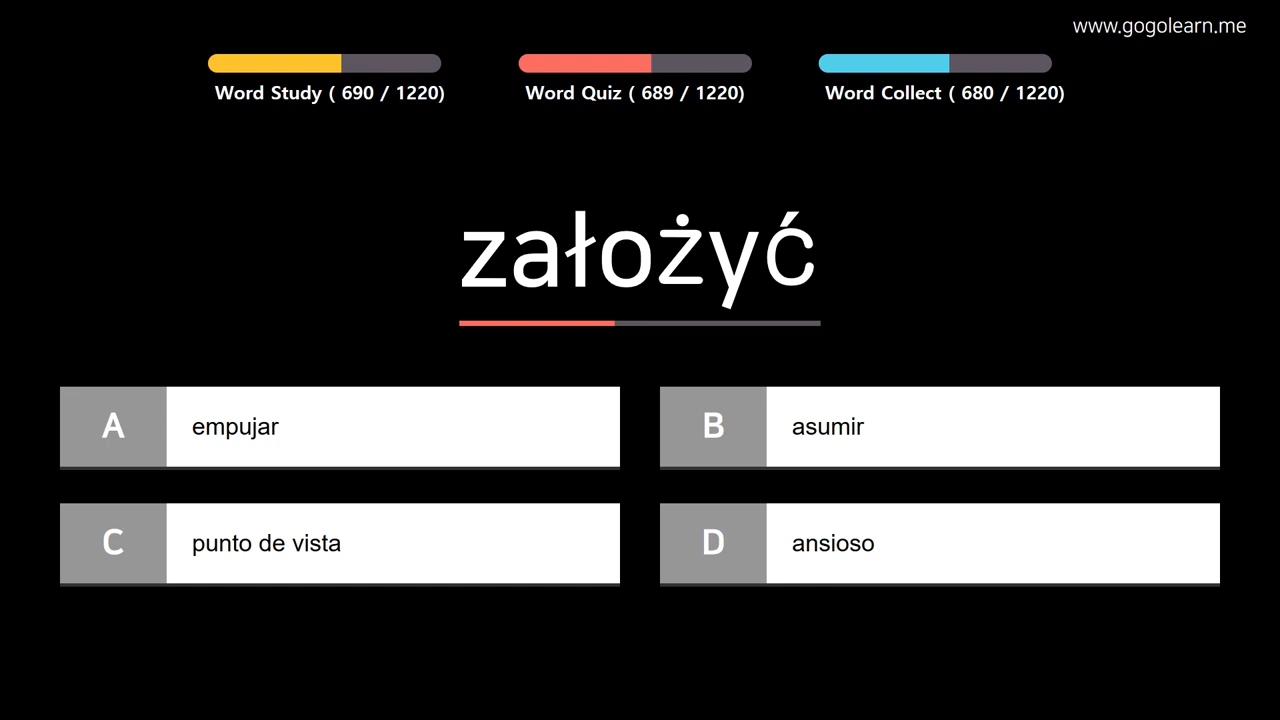 www.gogolearn.me
Word Study ( 690 / 1220)
Word Quiz ( 689 / 1220)
Word Collect ( 680 / 1220)
założyć
A empujar
B asumir
C punto de vista
D ansioso